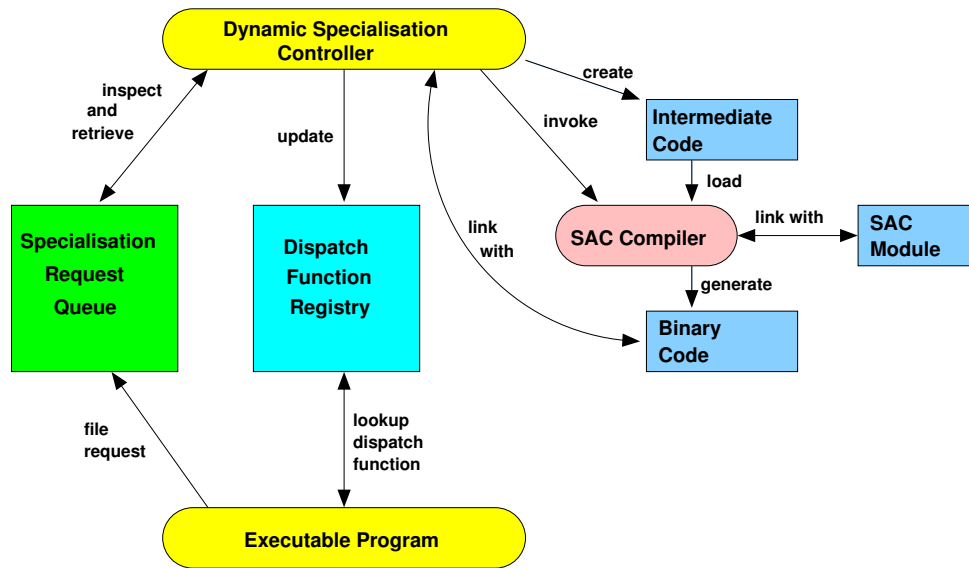 Dynamic Specialisation
Controller
inspect
and
retrieve
update
invoke
create
Intermediate
Code
load
Specialisation
Request
Queue
Dispatch
Function
Registry
link
with
SAC Compiler
link with
SAC
Module
generate
Binary
Code
file
request
lookup
dispatch
function
Executable Program